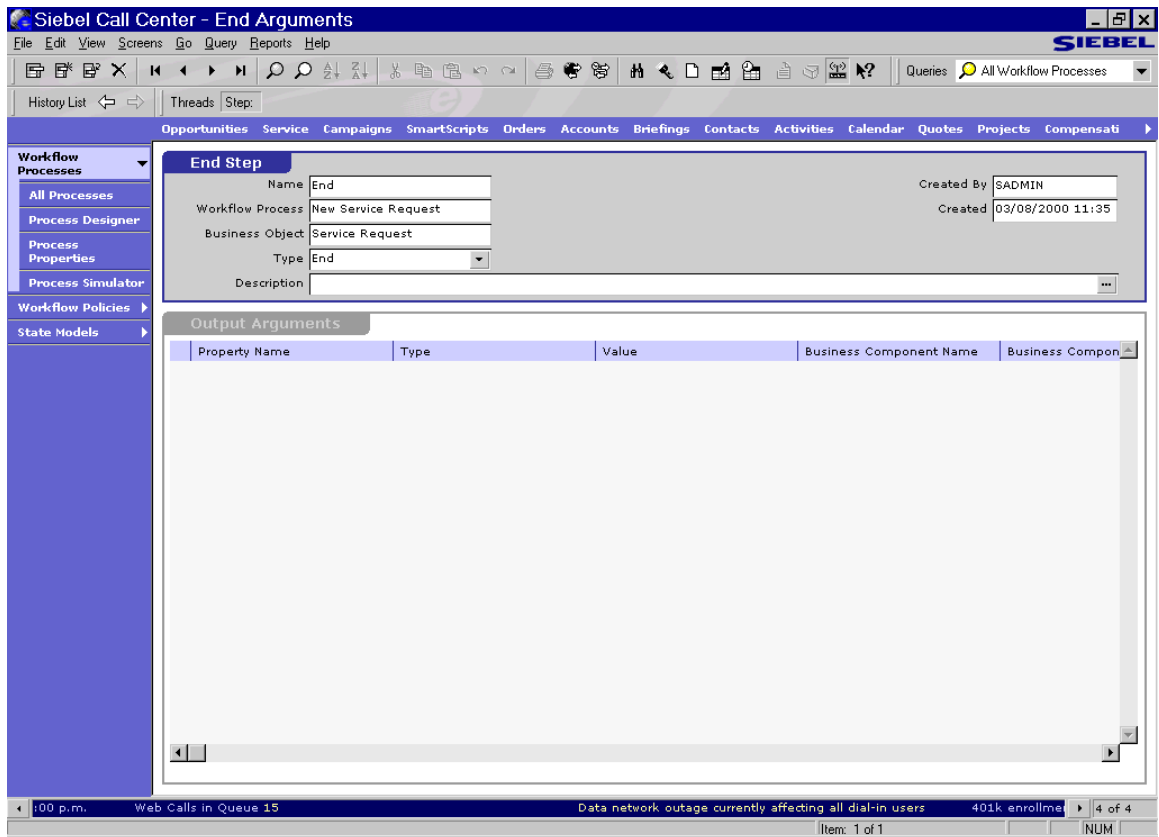 Siebel Call Center - End Arguments
File Edit View Screens Go Query Reports Help
SIEBEL
Queries All Workflow Processes
History List Threads Step:
Opportunities Service Campaigns SmartScripts Orders Accounts Briefings Contacts Activities Calendar Quotes Projects Compensati
Workflow Processes
All Processes
Process Designer
Process Properties
Process Simulator
Workflow Policies
State Models
End Step
Name End
Created By SADMIN
Workflow Process New Service Request
Created 03/08/2000 11:35
Business Object Service Request
Type End
Description
Output Arguments
Property Name Type Value Business Component Name Business Compon
:00 p.m. Web Calls in Queue 15 Data network outage currently affecting all dial-in users 401k enrollme 4 of 4
Item: 1 of 1 NUM